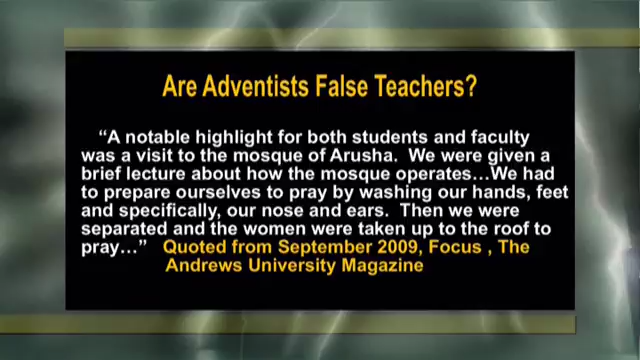 Are Adventists False Teachers?
“A notable highlight for both students and faculty
was a visit to the mosque of Arusha.  We were given a
brief lecture about how the mosque operates…We had
to prepare ourselves to pray by washing our hands, feet
and specifically, our nose and ears.  Then we were
separated and the women were taken up to the roof to
pray…”   Quoted from September 2009, Focus , The
Andrews University Magazine